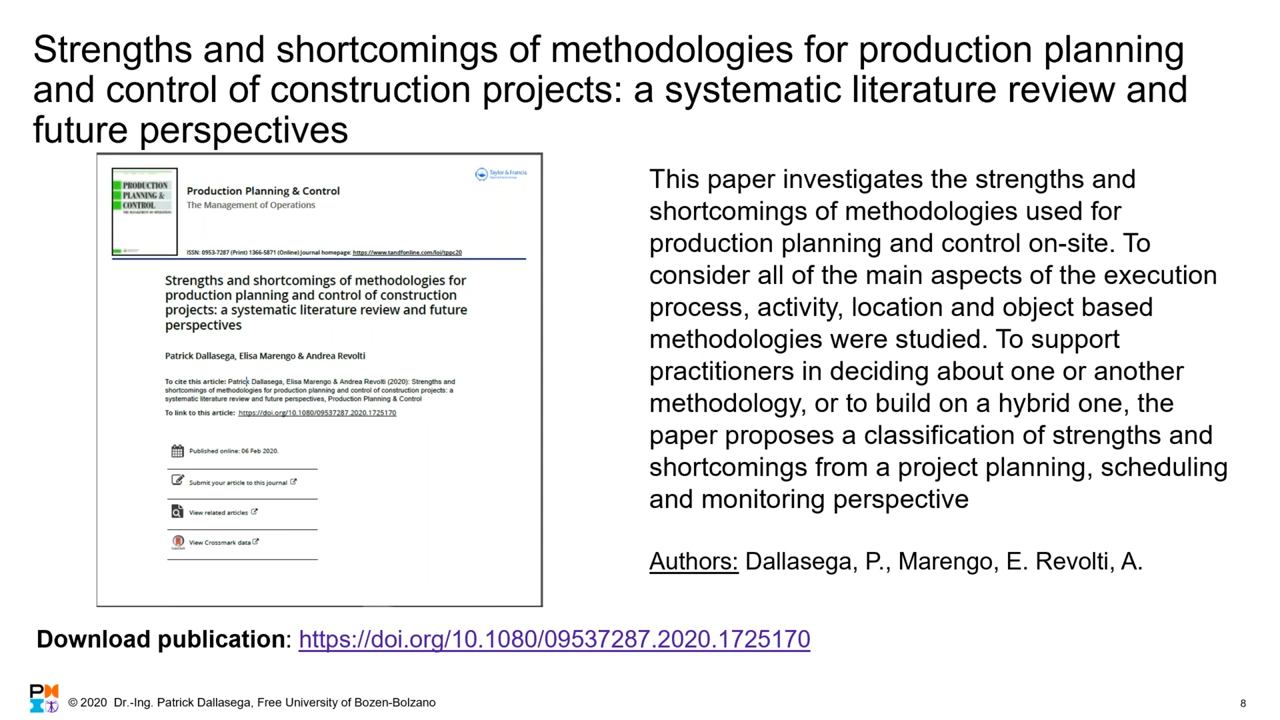 Strengths and shortcomings of methodologies for production planning
and control of construction projects: a systematic literature review and
future perspectives
PRODUCTION
PLANNING &
CONTROL
THE MANAGEMENT OF OPERATIONS
Production Planning & Control
The Management of Operations
Taylor & Francis
ISSN: 0953-7287 (Print) 1366-5871 (Online) Journal homepage: https://www.tandfonline.com/loi/tppc20
Strengths and shortcomings of methodologies for
production planning and control of construction
projects: a systematic literature review and future
perspectives
Patrick Dallasega, Elisa Marengo & Andrea Revolti
To cite this article: Patrick Dallasega, Elisa Marengo & Andrea Revolti (2020): Strengths and
shortcomings of methodologies for production planning and control of construction projects: a
systematic literature review and future perspectives, Production Planning & Control
To link to this article: https://doi.org/10.1080/09537287.2020.1725170
Published online: 06 Feb 2020.
Submit your article to this journal
View related articles
View Crossmark data
This paper investigates the strengths and
shortcomings of methodologies used for
production planning and control on-site. To
consider all of the main aspects of the execution
process, activity, location and object based
methodologies were studied. To support
practitioners in deciding about one or another
methodology, or to build on a hybrid one, the
paper proposes a classification of strengths and
shortcomings from a project planning, scheduling
and monitoring perspective
Authors: Dallasega, P., Marengo, E. Revolti, A.
Download publication: https://doi.org/10.1080/09537287.2020.1725170
© 2020 Dr.-Ing. Patrick Dallasega, Free University of Bozen-Bolzano
8